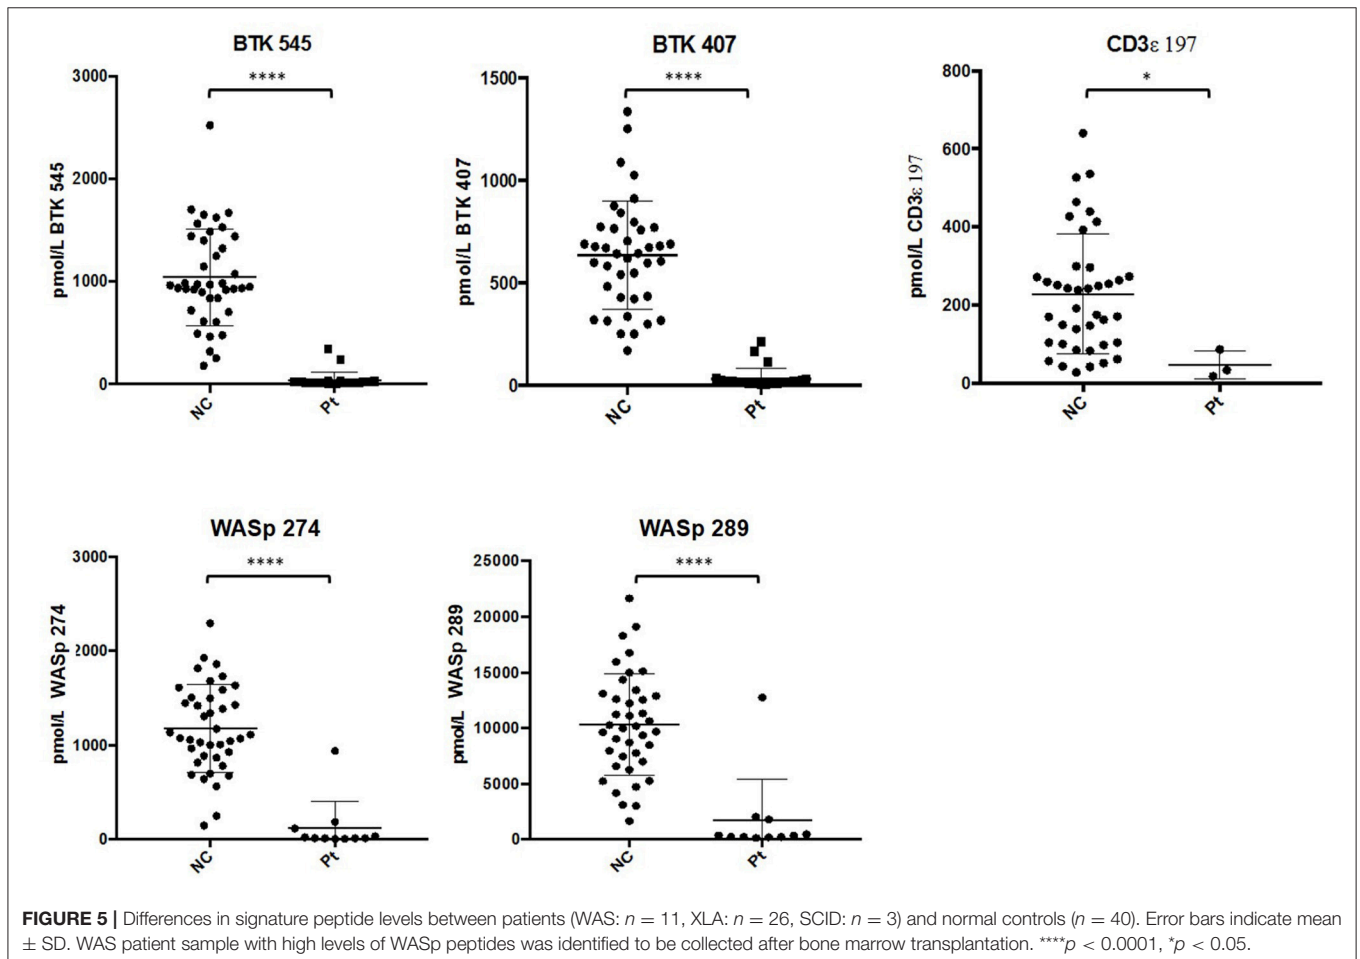 BTK 545
BTK 407
CD3ε 197
3000
2000
1000
0
pmol/L BTK 545
****
NC
Pt
1500
1000
500
0
pmol/L BTK 407
****
NC
Pt
800
600
400
200
0
pmol/L CD3ε 197
*
NC
Pt
WASp 274
WASp 289
3000
2000
1000
0
pmol/L WASp 274
****
NC
Pt
25000
20000
15000
10000
5000
0
pmol/L WASp 289
****
NC
Pt
FIGURE 5 | Differences in signature peptide levels between patients (WAS: n = 11, XLA: n = 26, SCID: n = 3) and normal controls (n = 40). Error bars indicate mean
± SD. WAS patient sample with high levels of WASp peptides was identified to be collected after bone marrow transplantation. ****p < 0.0001, *p < 0.05.